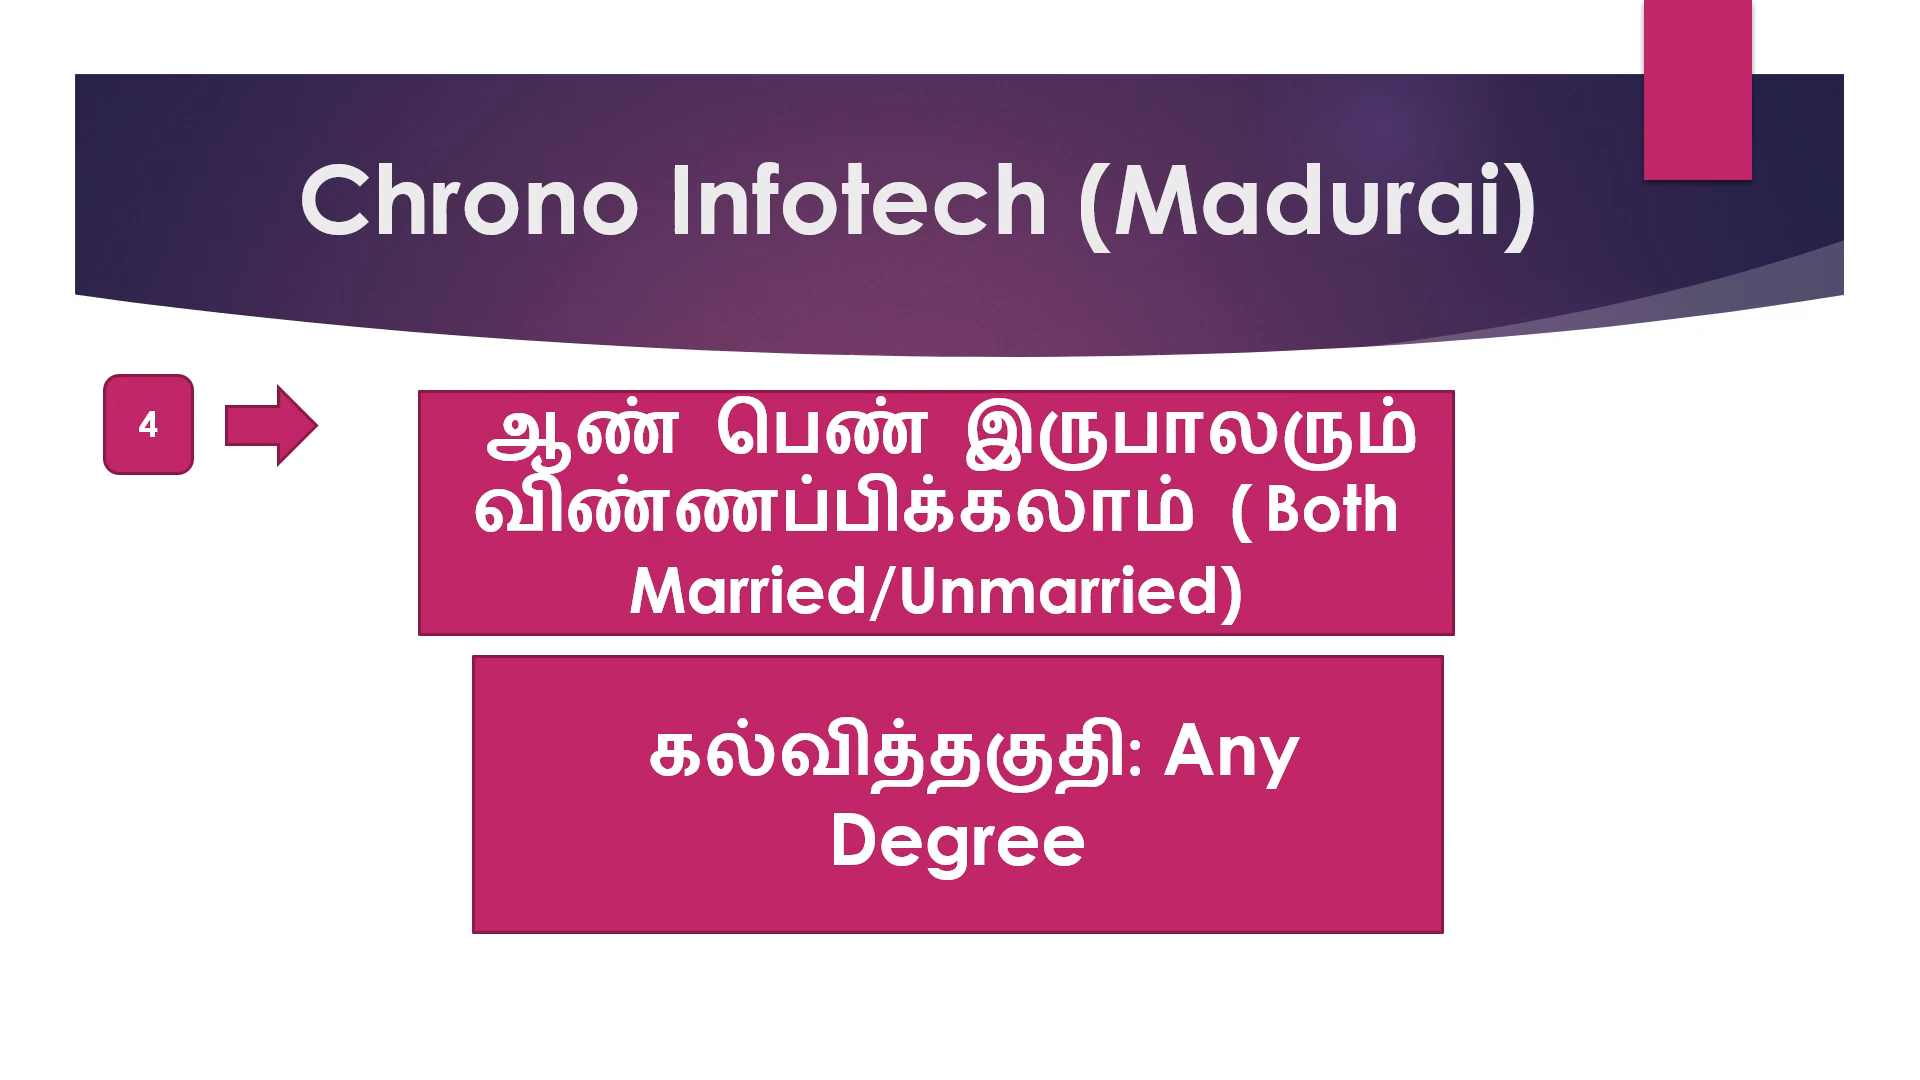 Chrono Infotech (Madurai)
4
ஆண் பெண் இருபாலரும்
விண்ணப்பிக்கலாம் ( Both
Married/Unmarried)
கல்வித்தகுதி: Any
Degree